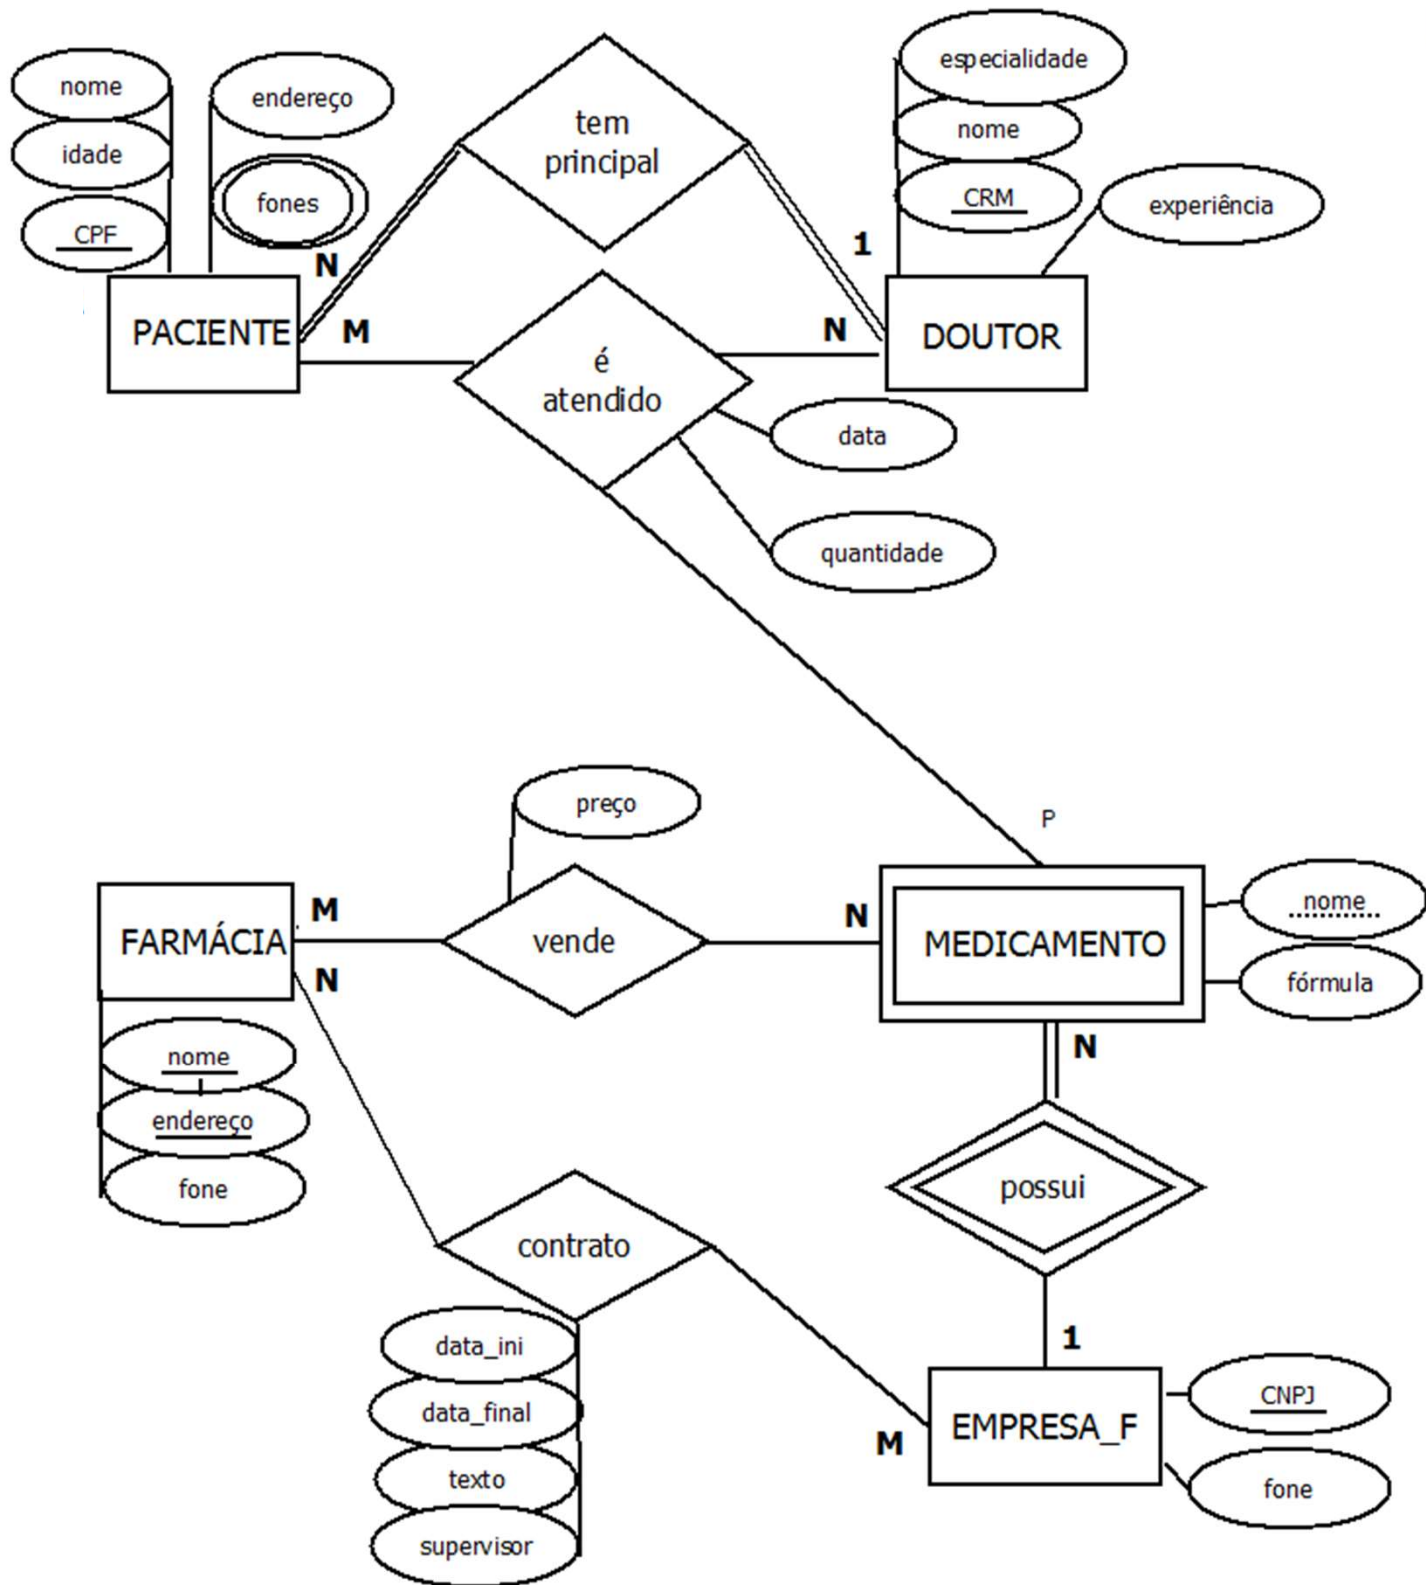 especialidade
nome
endereço
tem
principal
nome
idade
CRM
fones
experiência
CPF
N
1
PACIENTE
M
N
DOUTOR
é
atendido
data
quantidade
preço
P
M
N
nome
FARMÁCIA
vende
MEDICAMENTO
N
fórmula
nome
N
endereço
fone
possui
contrato
data_ini
1
data_final
CNPJ
M
EMPRESA_F
texto
fone
supervisor